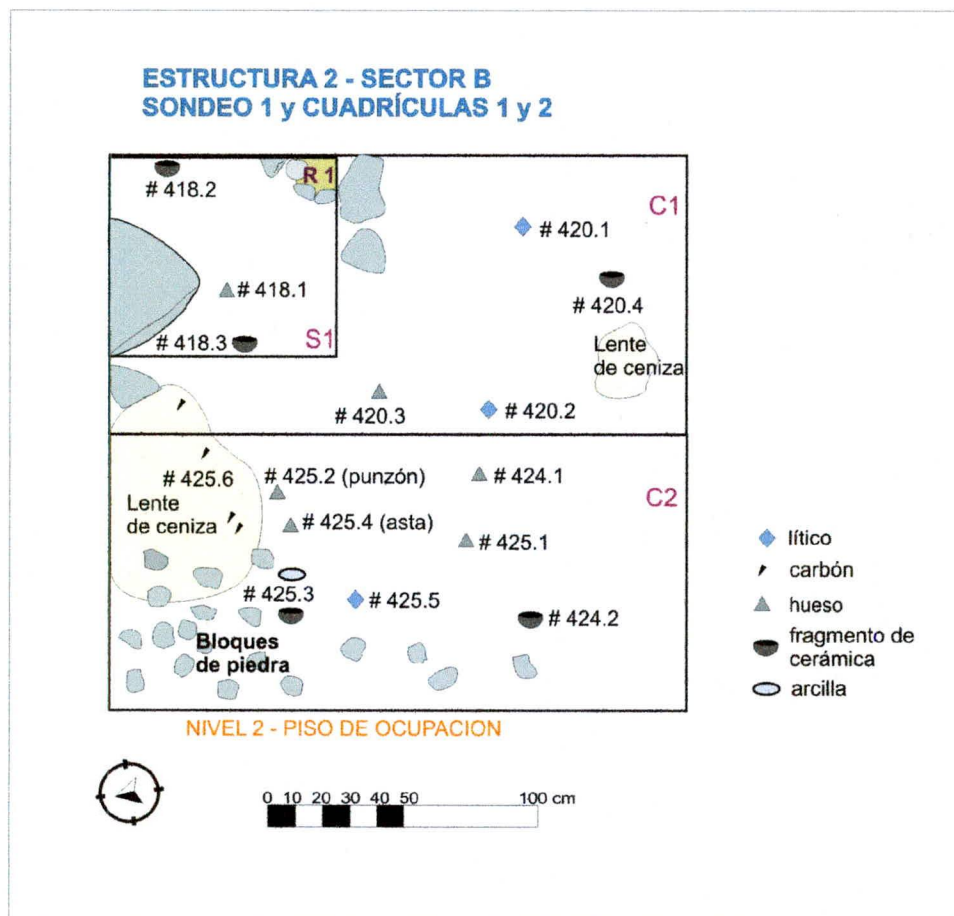 ESTRUCTURA 2 - SECTOR B
SONDEO 1 y CUADRÍCULAS 1 y 2
# 418.2
R 1
C1
# 420.1
# 418.1
# 420.4
# 418.3
S1
Lente
de ceniza
# 420.3
# 420.2
# 425.6
# 425.2 (punzón)
# 424.1
C2
Lente
de ceniza
# 425.4 (asta)
# 425.1
# 425.3
# 425.5
# 424.2
Bloques
de piedra
lítico
carbón
hueso
fragmento de
cerámica
arcilla
NIVEL 2 - PISO DE OCUPACION
0 10 20 30 40 50 100 cm